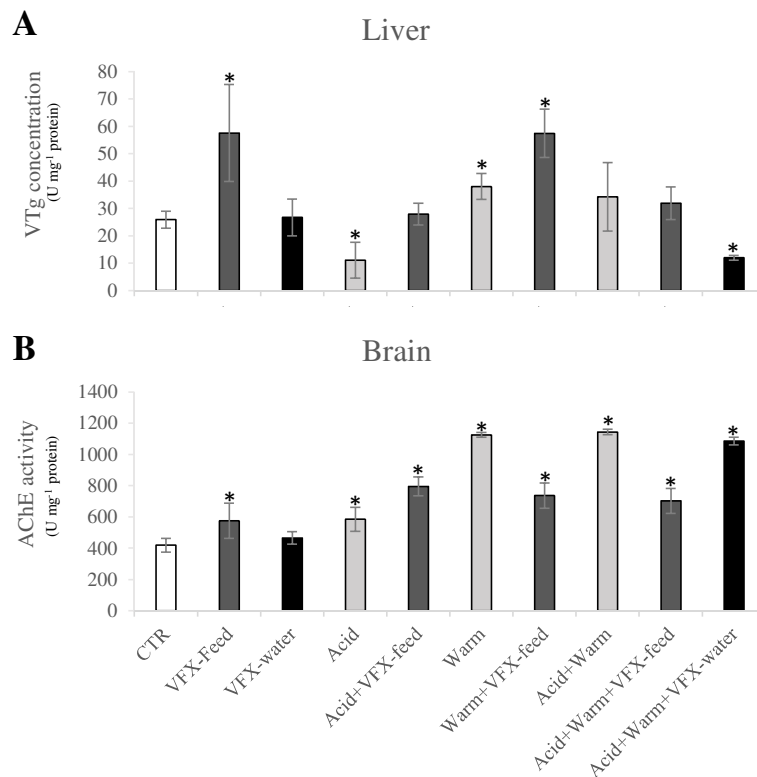 A
Liver
VTg concentration
(U mg-1 protein)
80
70
60
50
40
30
20
10
0
*
*
*
*
*
B
Brain
AChE activity
(U mg-1 protein)
1400
1200
1000
800
600
400
200
0
*
*
*
*
*
*
*
*
CTR
VFX-Feed
VFX-water
Acid
Acid+VFX-feed
Warm
Warm+VFX-feed
Acid+Warm
Acid+Warm+VFX-feed
Acid+Warm+VFX-water